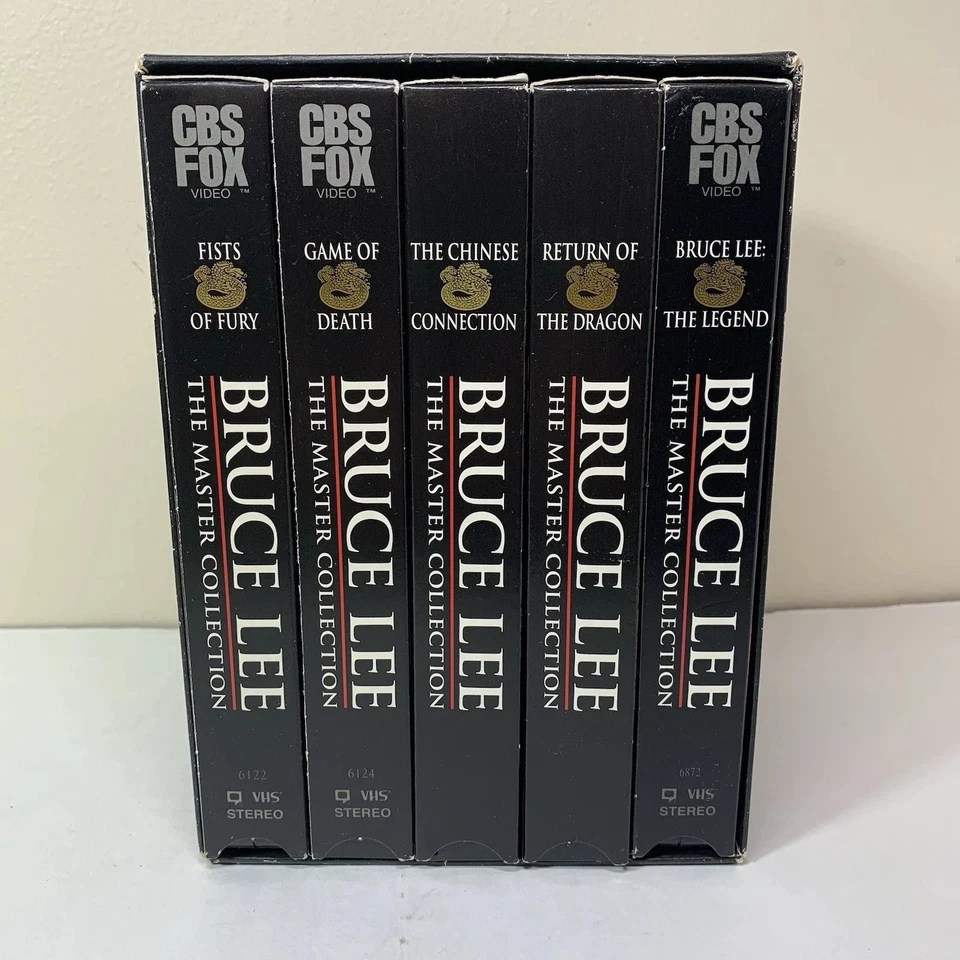 CBS
FOX
VIDEO ™
FISTS
OF FURY
BRUCE LEE
THE MASTER COLLECTION
6122
VHS
STEREO
CBS
FOX
VIDEO ™
GAME OF
DEATH
BRUCE LEE
THE MASTER COLLECTION
6124
VHS
STEREO
THE CHINESE
CONNECTION
BRUCE LEE
THE MASTER COLLECTION
RETURN OF
THE DRAGON
BRUCE LEE
THE MASTER COLLECTION
CBS
FOX
VIDEO ™
BRUCE LEE:
THE LEGEND
BRUCE LEE
THE MASTER COLLECTION
6872
VHS
STEREO